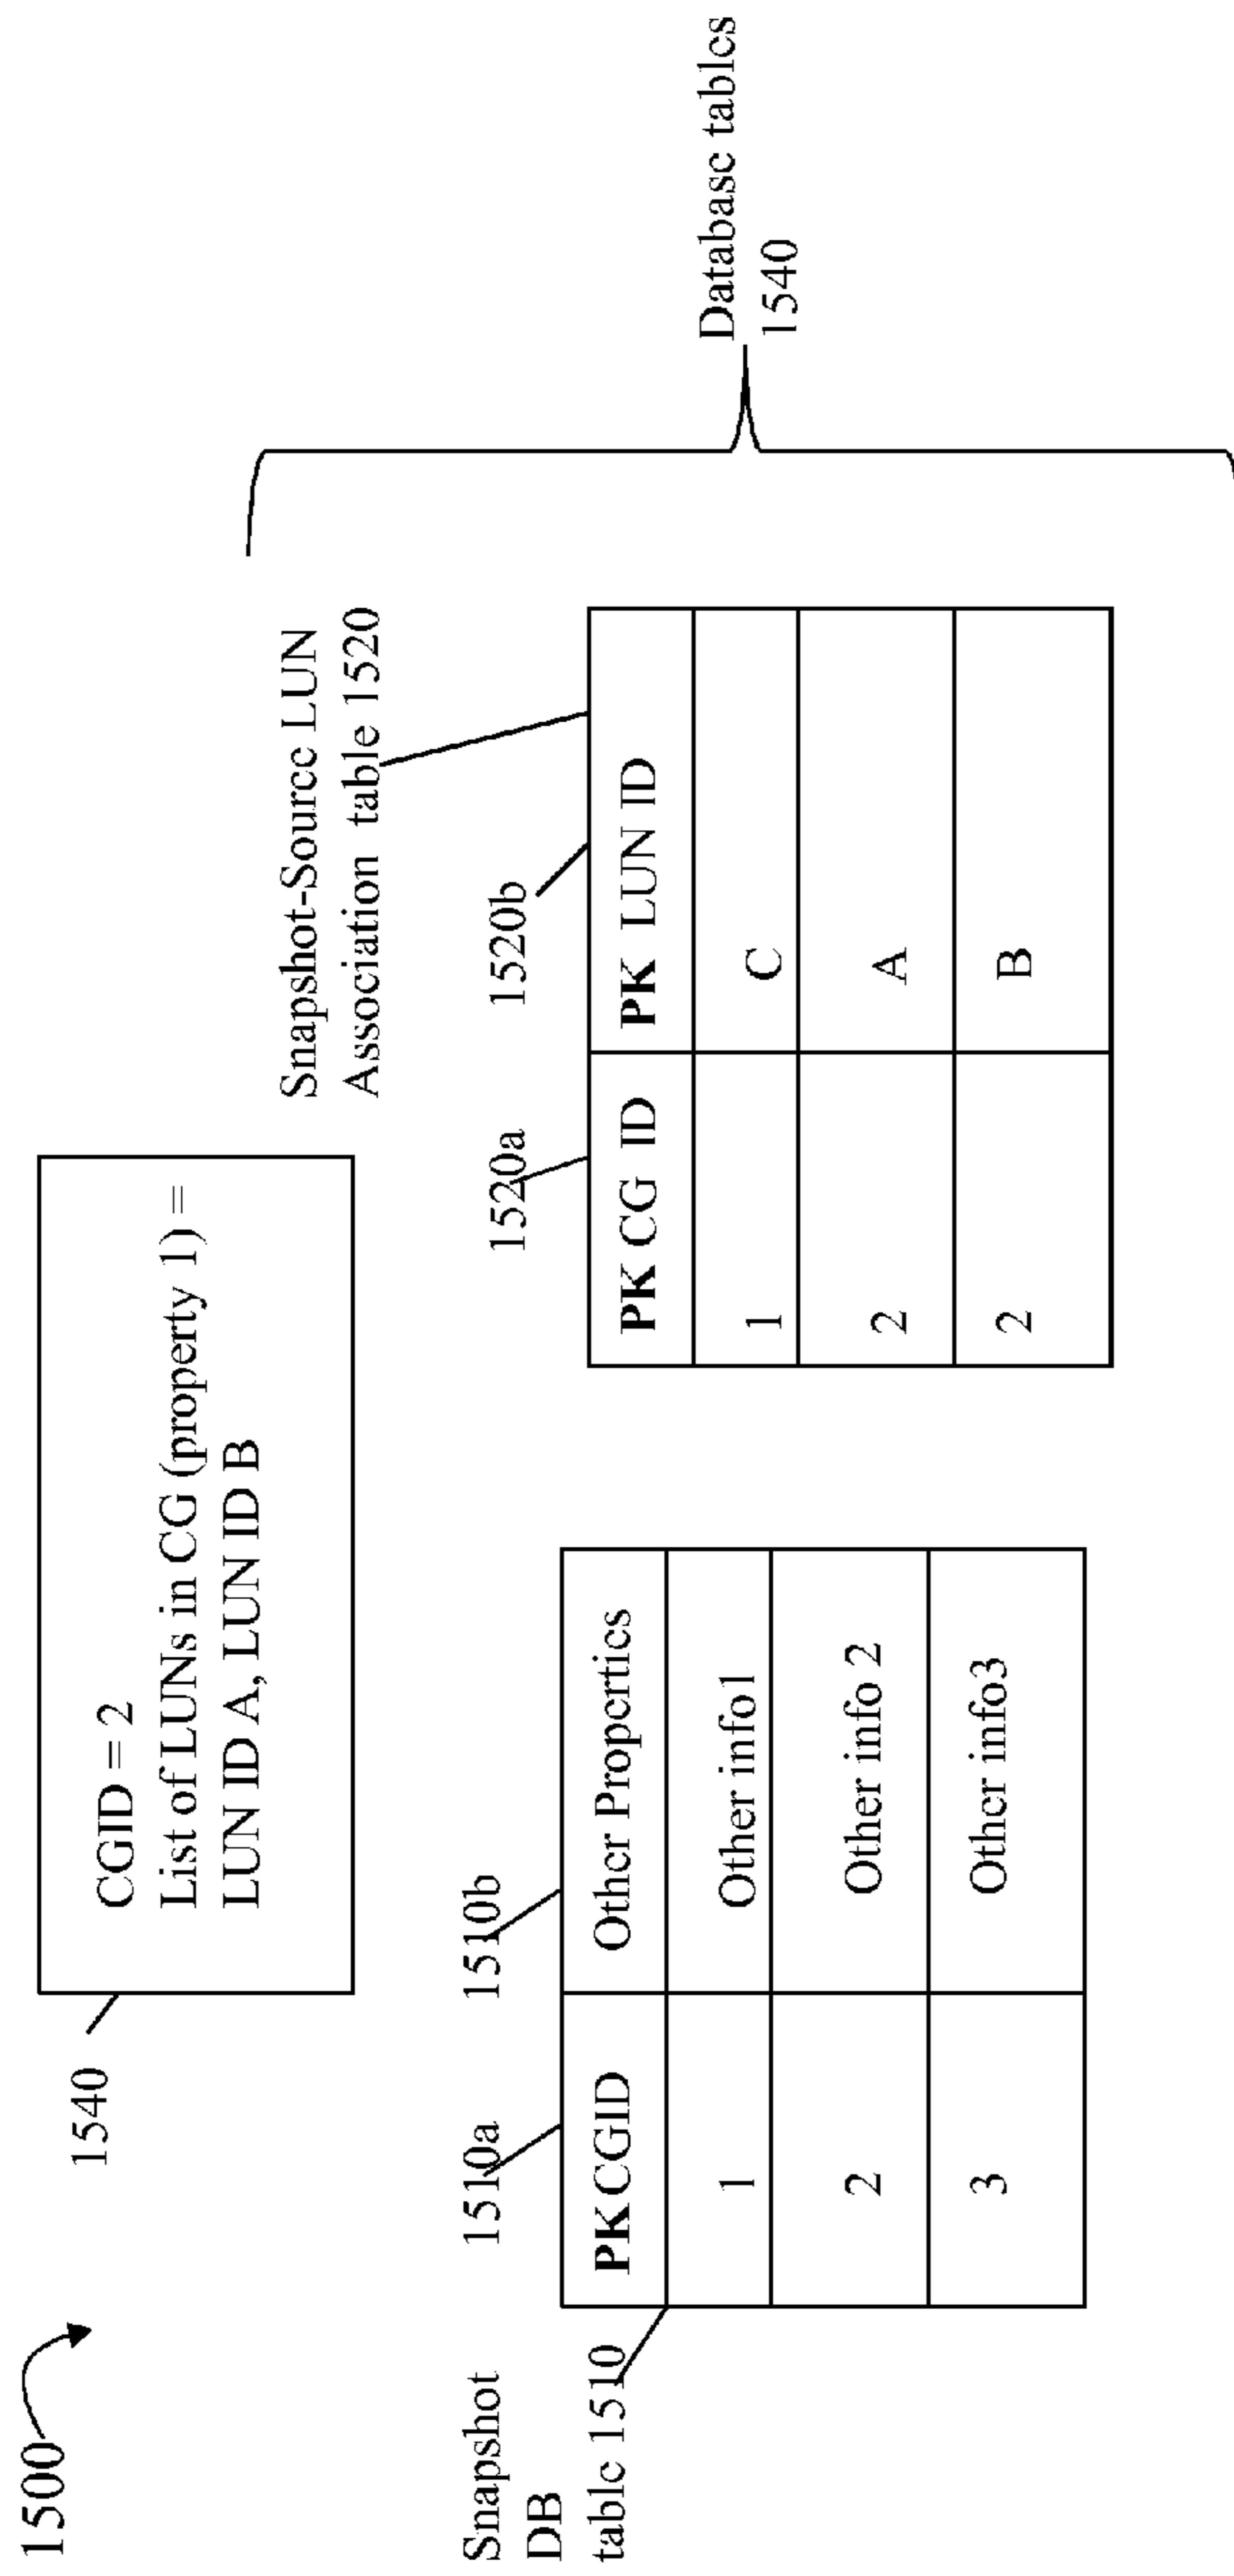 1500
1540
CGID = 2
List of LUNs in CG (property 1) =
LUN ID A, LUN ID B
Snapshot-Source LUN
Association table 1520
Snapshot
DB
table 1510
1510a
1510b
PK CGID
Other Properties
1
Other info1
2
Other info 2
3
Other info3
1520a
1520b
PK CG ID
PK LUN ID
1
C
2
A
2
B
Database tables
1540